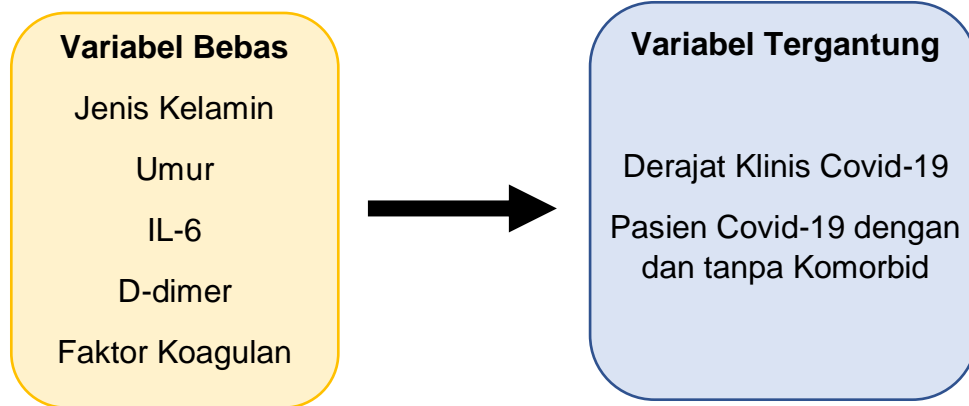 Variabel Bebas
Jenis Kelamin
Umur
IL-6
D-dimer
Faktor Koagulan
Variabel Tergantung
Derajat Klinis Covid-19
Pasien Covid-19 dengan
dan tanpa Komorbid